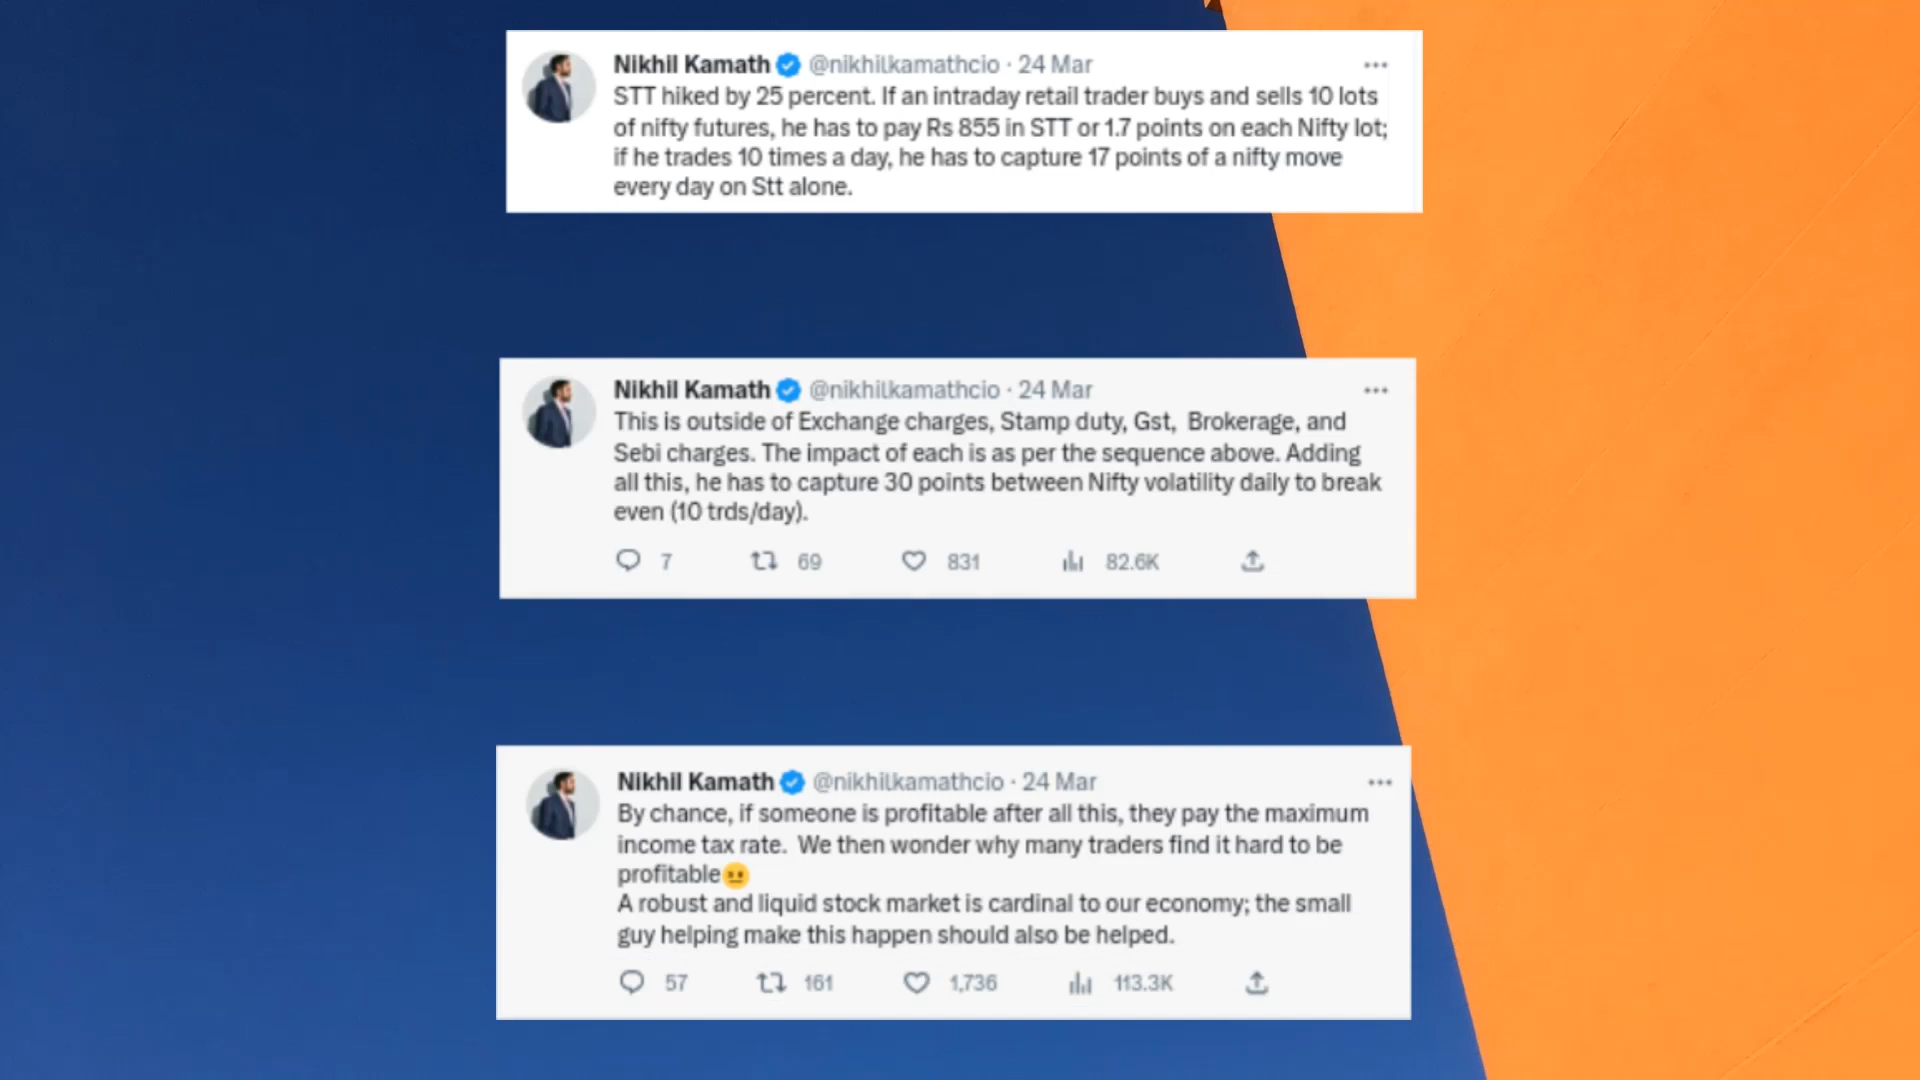 Nikhil Kamath @nikhilkamathcio · 24 Mar
STT hiked by 25 percent. If an intraday retail trader buys and sells 10 lots
of nifty futures, he has to pay Rs 855 in STT or 1.7 points on each Nifty lot;
if he trades 10 times a day, he has to capture 17 points of a nifty move
every day on Stt alone.
Nikhil Kamath @nikhilkamathcio · 24 Mar
This is outside of Exchange charges, Stamp duty, Gst, Brokerage, and
Sebi charges. The impact of each is as per the sequence above. Adding
all this, he has to capture 30 points between Nifty volatility daily to break
even (10 trds/day).
7 69 831 82.6K
Nikhil Kamath @nikhilkamathcio · 24 Mar
By chance, if someone is profitable after all this, they pay the maximum
income tax rate. We then wonder why many traders find it hard to be
profitable😐
A robust and liquid stock market is cardinal to our economy; the small
guy helping make this happen should also be helped.
57 161 1,736 113.3K